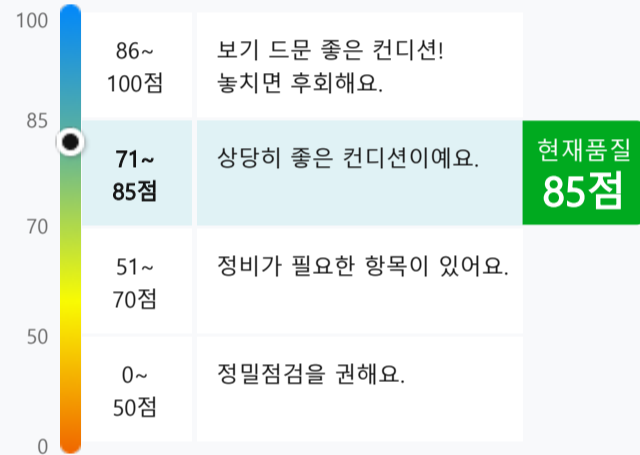 100
86~
100점
보기 드문 좋은 컨디션!
놓치면 후회해요.
85
71~
85점
상당히 좋은 컨디션이예요.
현재품질
85점
70
51~
70점
정비가 필요한 항목이 있어요.
50
0~
50점
정밀점검을 권해요.
0